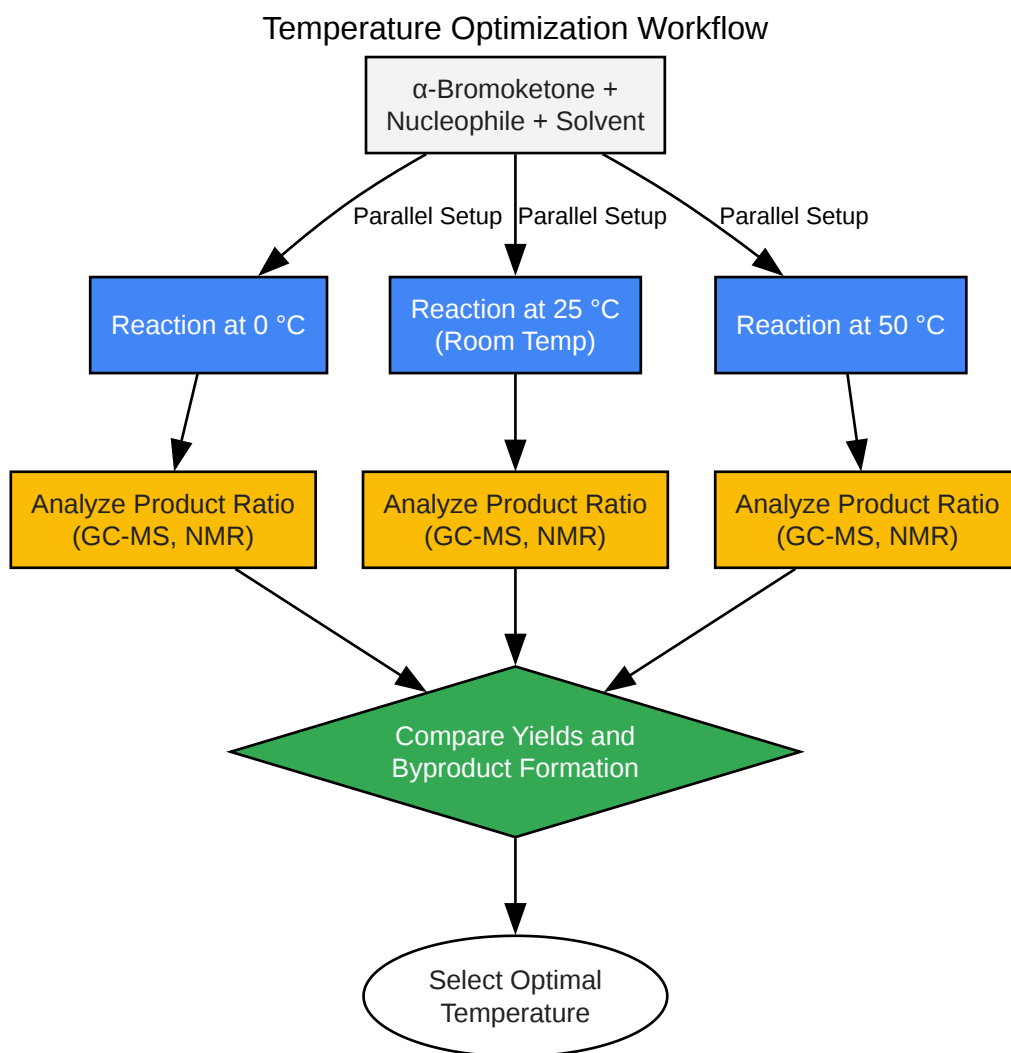 Temperature Optimization Workflow
α-Bromoketone +
Nucleophile + Solvent
Parallel Setup
Parallel Setup
Parallel Setup
Reaction at 0 °C
Reaction at 25 °C
(Room Temp)
Reaction at 50 °C
Analyze Product Ratio
(GC-MS, NMR)
Analyze Product Ratio
(GC-MS, NMR)
Analyze Product Ratio
(GC-MS, NMR)
Compare Yields and
Byproduct Formation
Select Optimal
Temperature